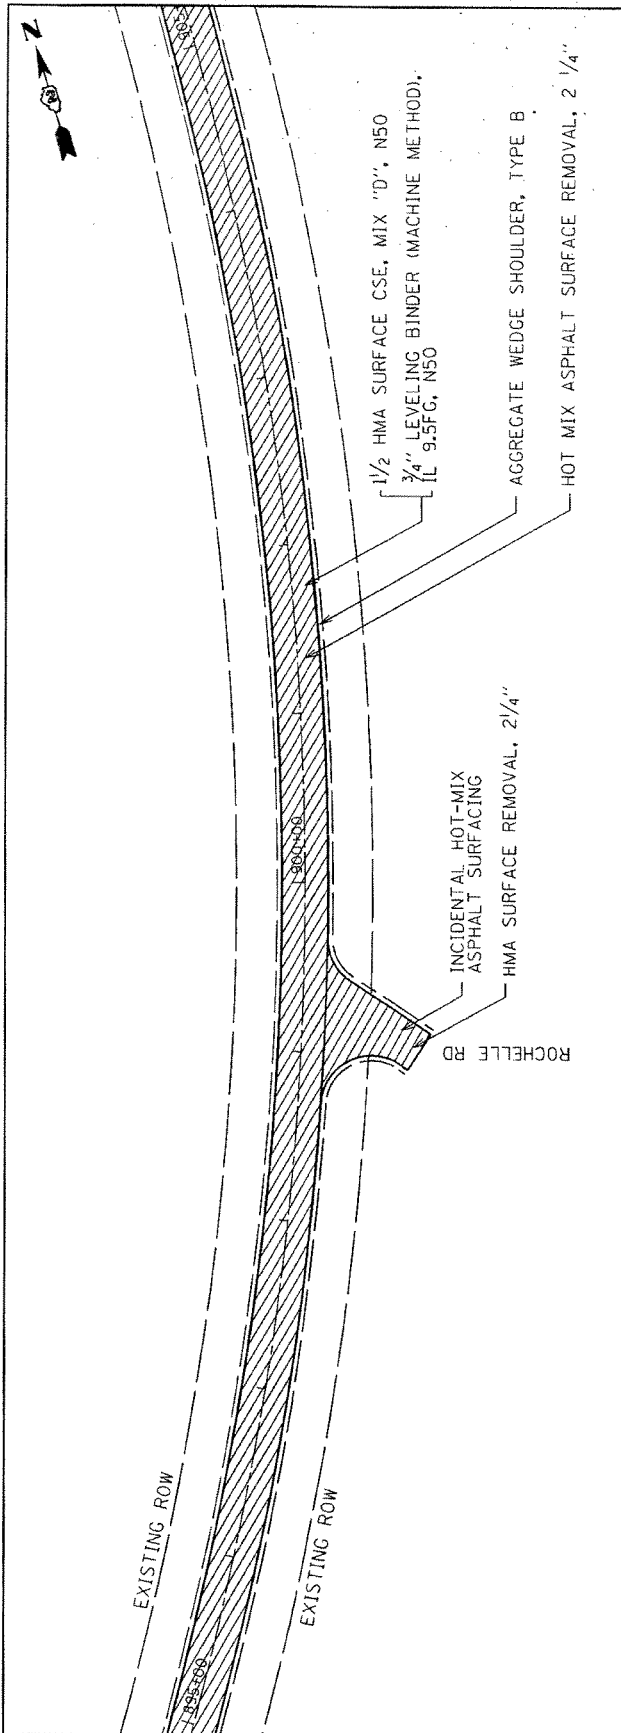 N
905
1½ HMA SURFACE CSE, MIX "D", N50
¾" LEVELING BINDER (MACHINE METHOD),
IL 9.5FG, N50
AGGREGATE WEDGE SHOULDER, TYPE B
HOT MIX ASPHALT SURFACE REMOVAL, 2 ¼"
900+00
INCIDENTAL HOT-MIX
ASPHALT SURFACING
HMA SURFACE REMOVAL, 2¼"
ROCHELLE RD
EXISTING ROW
EXISTING ROW
895+00